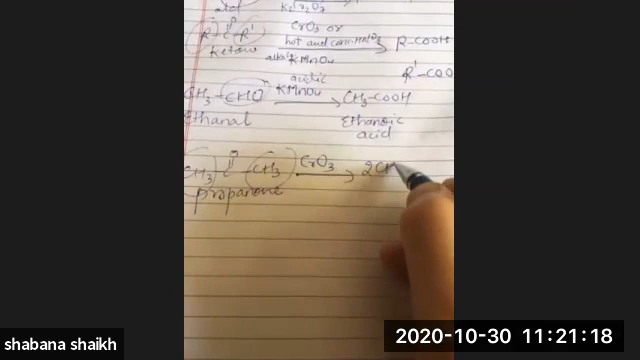 K₂Cr₂O₇
O
CrO₃ or
R - C - R'
hot and conc. HNO₃
R-COOH
Ketone
KMnO₄
R'-COO
acidic
CH₃-CHO
KMnO₄
CH₃-COOH
Ethanal
Ethanoic
acid
O
CH₃ - C - CH₃
CrO₃
2CH
propanone
shabana shaikh
2020-10-30 11:21:18